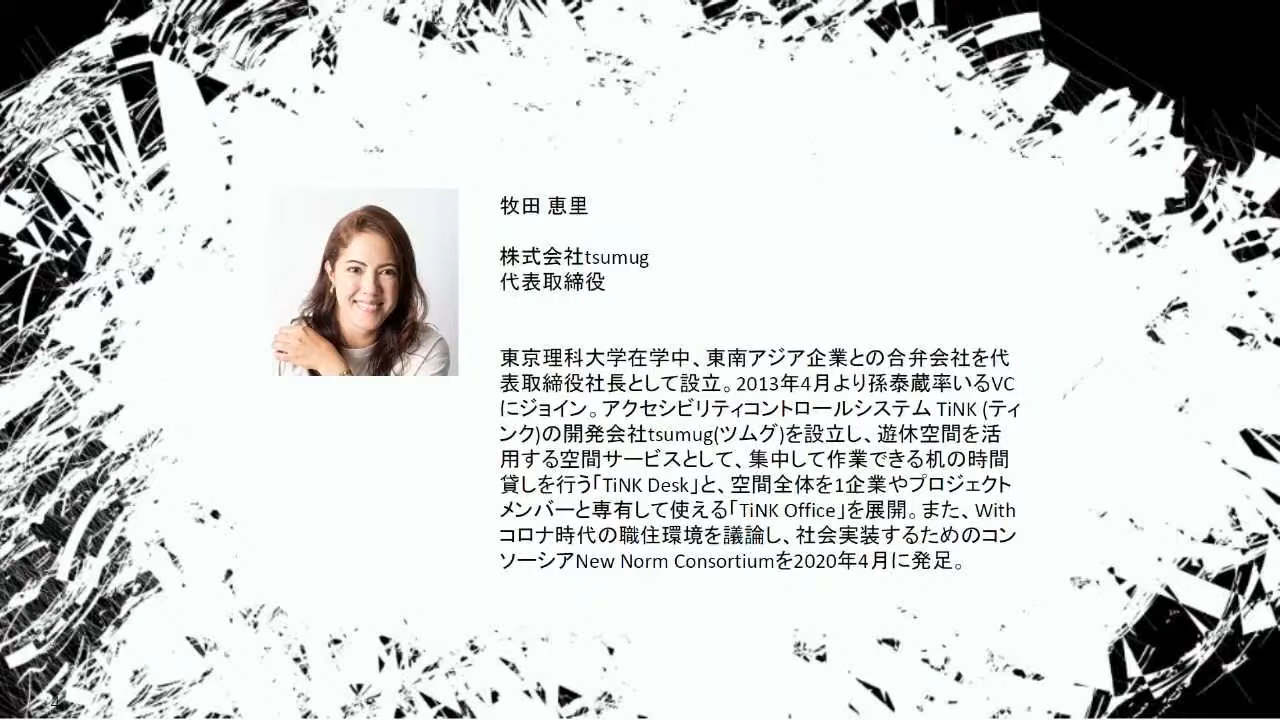 牧田 恵里
株式会社tsumug
代表取締役
東京理科大学在学中、東南アジア企業との合弁会社を代
表取締役社長として設立。2013年4月より孫泰蔵率いるVC
にジョイン。アクセシビリティコントロールシステム TiNK (ティ
ンク)の開発会社tsumug(ツムグ)を設立し、遊休空間を活
用する空間サービスとして、集中して作業できる机の時間
貸しを行う「TiNK Desk」と、空間全体を1企業やプロジェクト
メンバーと専有して使える「TiNK Office」を展開。また、With
コロナ時代の職住環境を議論し、社会実装するためのコン
ソーシアNew Norm Consortiumを2020年4月に発足。